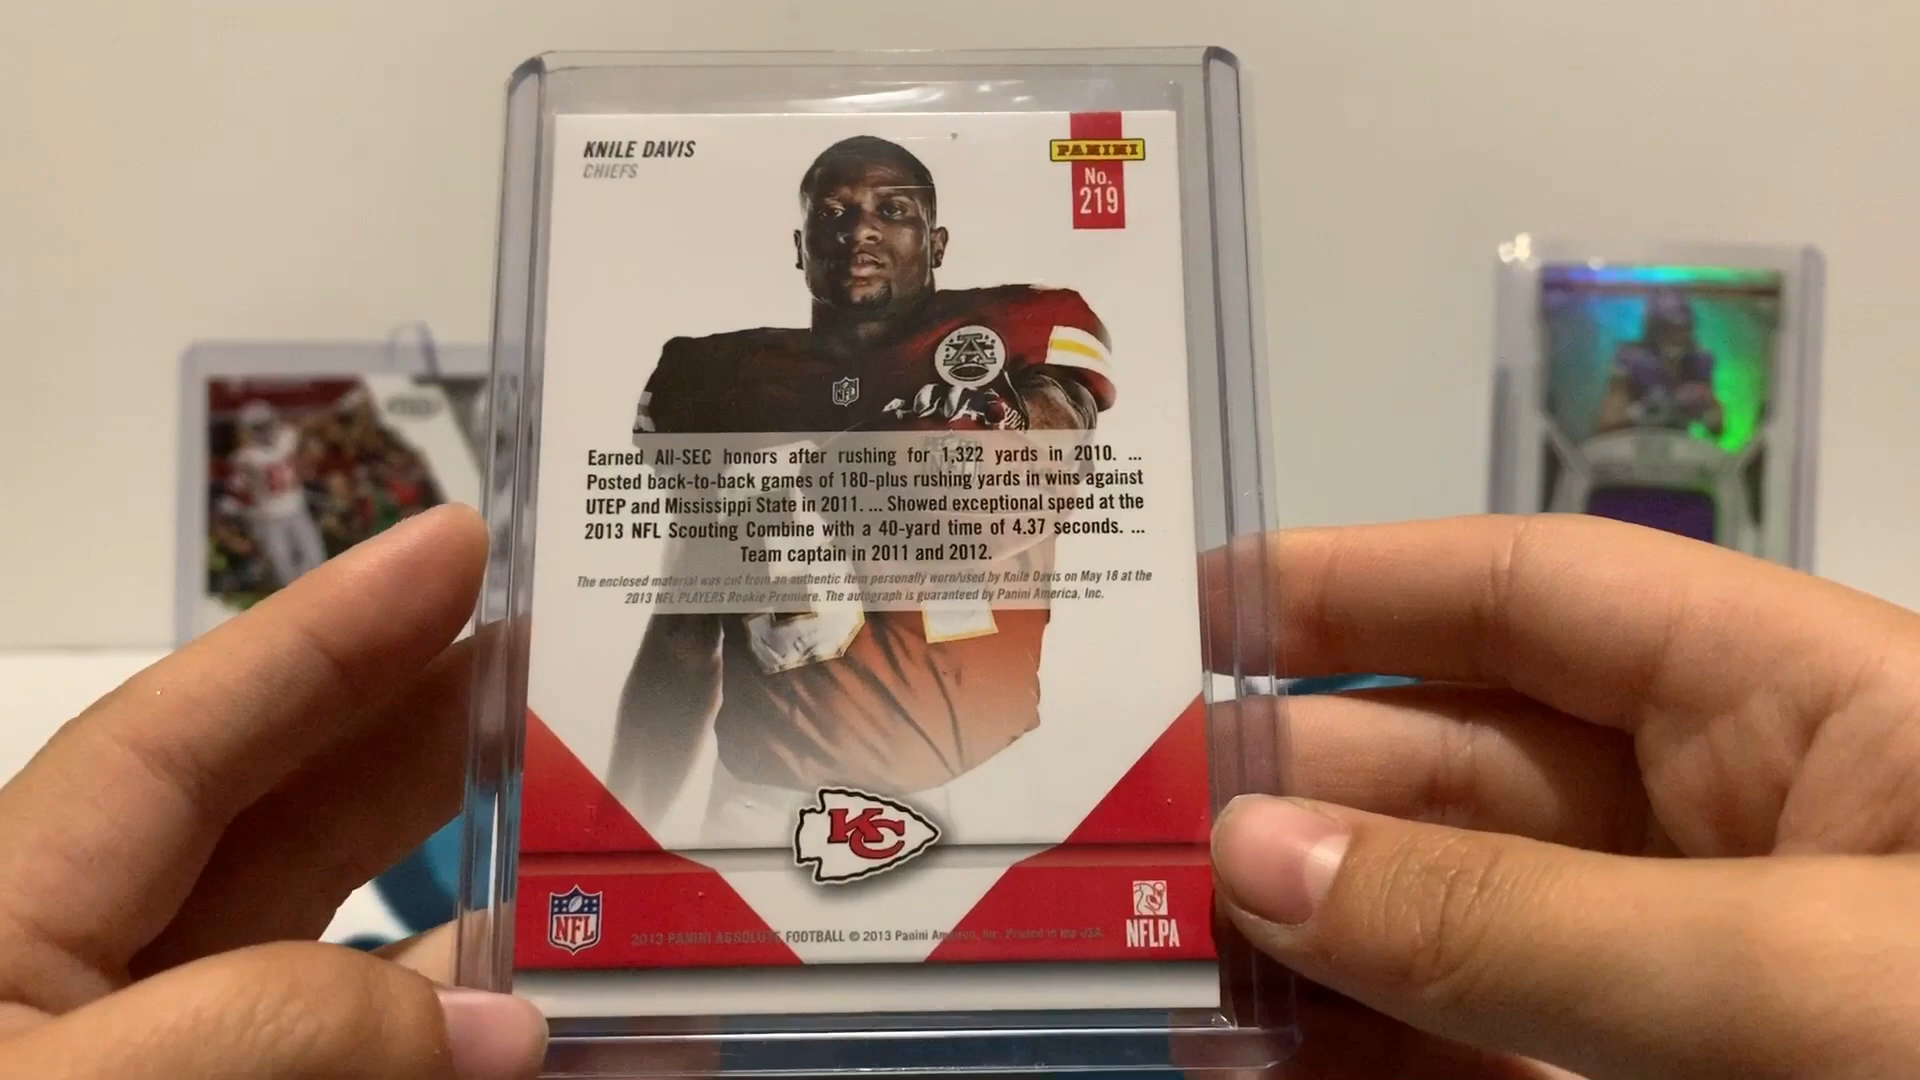 KNILE DAVIS
CHIEFS
PANINI
No.
219
A
NFL
Earned All-SEC honors after rushing for 1,322 yards in 2010. ...
Posted back-to-back games of 180-plus rushing yards in wins against
UTEP and Mississippi State in 2011. ... Showed exceptional speed at the
2013 NFL Scouting Combine with a 40-yard time of 4.37 seconds. ...
Team captain in 2011 and 2012.
The enclosed material was cut from an authentic item personally worn/used by Knile Davis on May 18 at the
2013 NFL PLAYERS Rookie Premiere. The autograph is guaranteed by Panini America, Inc.
KC
NFL
2013 PANINI ABSOLUTE FOOTBALL © 2013 Panini America, Inc. Printed in the USA.
NFLPA